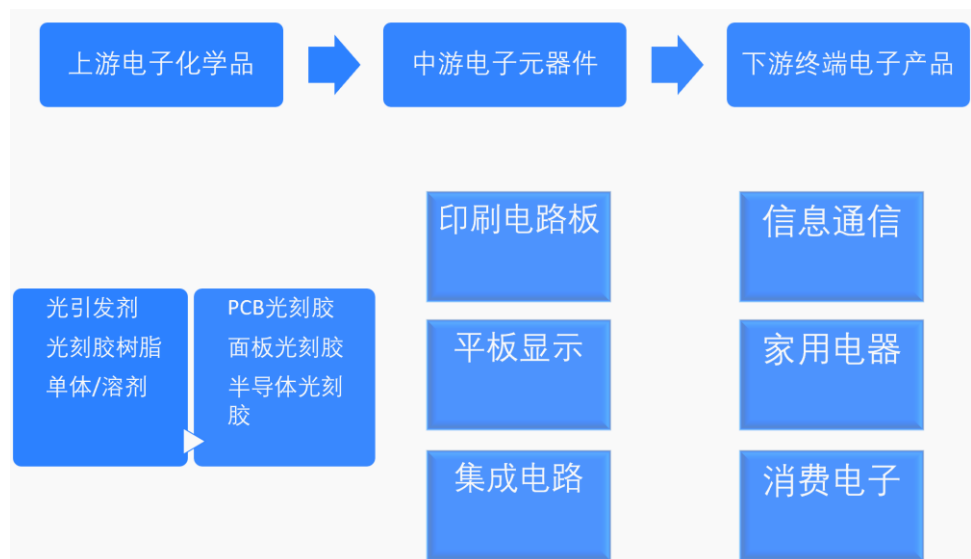 上游电子化学品
中游电子元器件
下游终端电子产品
光引发剂
光刻胶树脂
单体/溶剂
PCB光刻胶
面板光刻胶
半导体光刻
胶
印刷电路板
平板显示
集成电路
信息通信
家用电器
消费电子